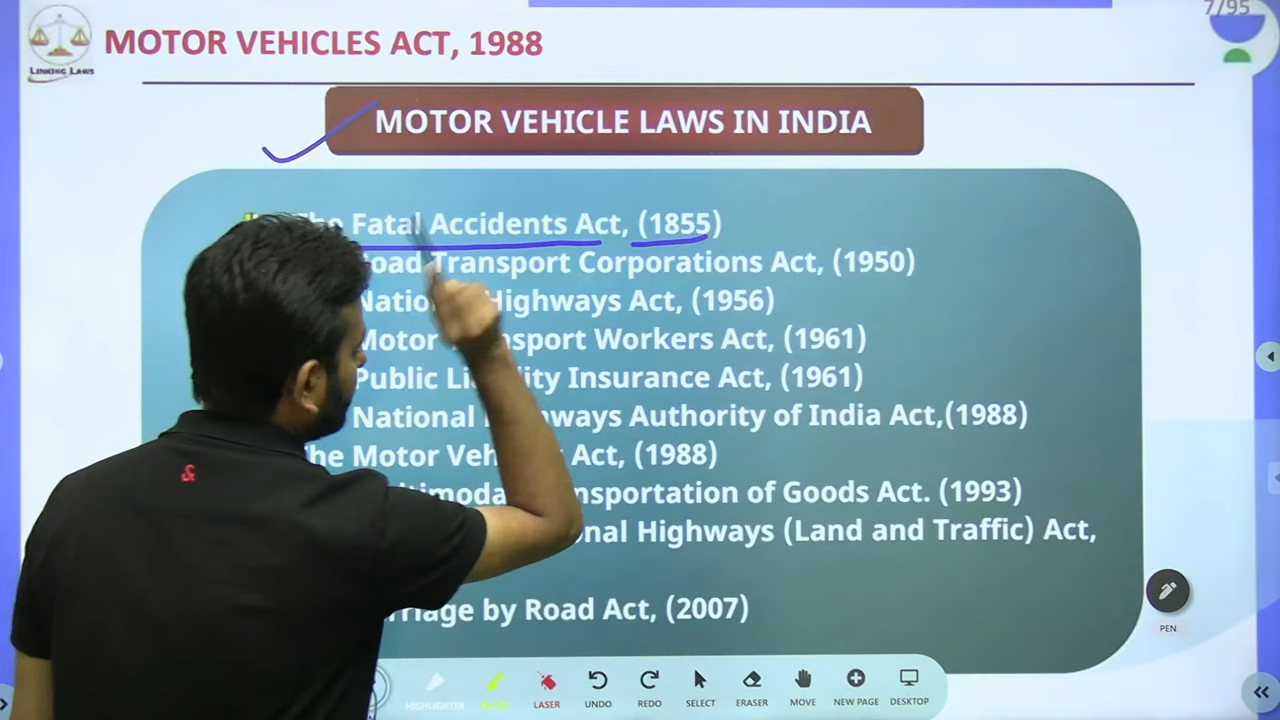 7/95
LINKING LAWS
MOTOR VEHICLES ACT, 1988
MOTOR VEHICLE LAWS IN INDIA
The Fatal Accidents Act, (1855)
Road Transport Corporations Act, (1950)
National Highways Act, (1956)
Motor Transport Workers Act, (1961)
Public Liability Insurance Act, (1961)
National Highways Authority of India Act,(1988)
The Motor Vehicles Act, (1988)
Transportation of Goods Act. (1993)
Highways (Land and Traffic) Act,
by Road Act, (2007)
PEN
HIGHLIGHTER LASER UNDO REDO SELECT ERASER MOVE NEW PAGE DESKTOP
&